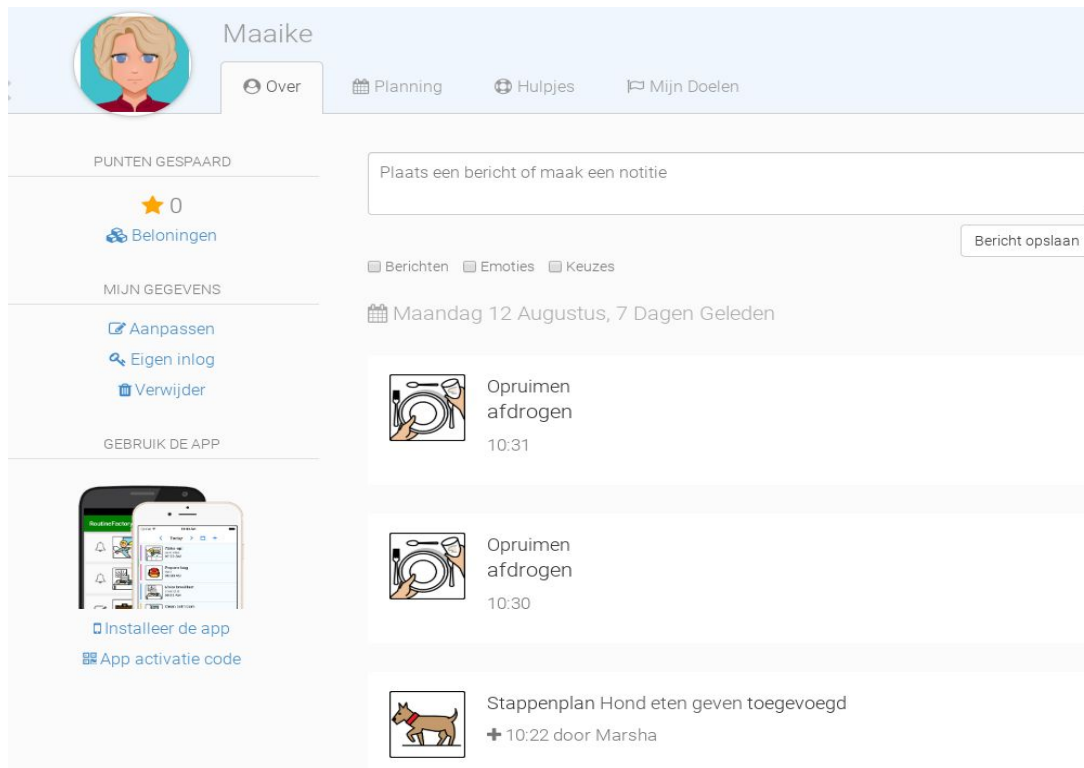 Maaike
Over
Planning
Hulpjes
Mijn Doelen
PUNTEN GESPAARD
0
Beloningen
MIJN GEGEVENS
Aanpassen
Eigen inlog
Verwijder
GEBRUIK DE APP
RoutineFactory
Installeer de app
App activatie code
Plaats een bericht of maak een notitie
Bericht opslaan
Berichten Emoties Keuzes
Maandag 12 Augustus, 7 Dagen Geleden
Opruimen
afdrogen
10:31
Opruimen
afdrogen
10:30
Stappenplan Hond eten geven toegevoegd
10:22 door Marsha